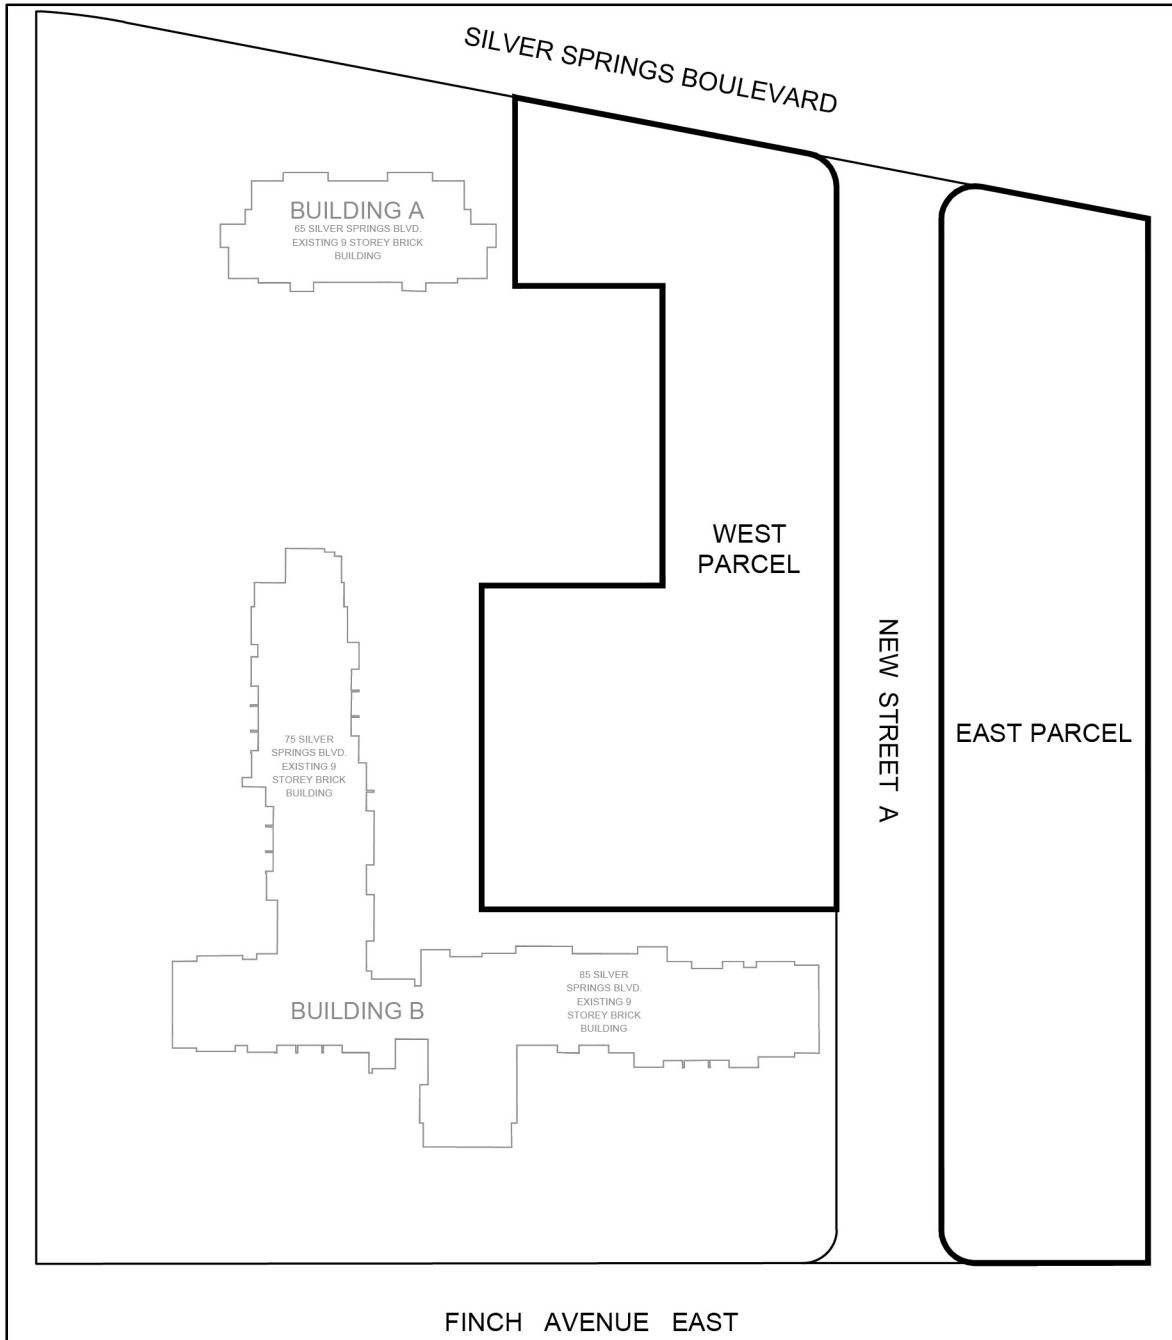 SILVER SPRINGS BOULEVARD
BUILDING A
65 SILVER SPRINGS BLVD.
EXISTING 9 STOREY BRICK
BUILDING
WEST
PARCEL
NEW STREET A
EAST PARCEL
75 SILVER
SPRINGS BLVD.
EXISTING 9
STOREY BRICK
BUILDING
BUILDING B
85 SILVER
SPRINGS BLVD.
EXISTING 9
STOREY BRICK
BUILDING
FINCH AVENUE EAST